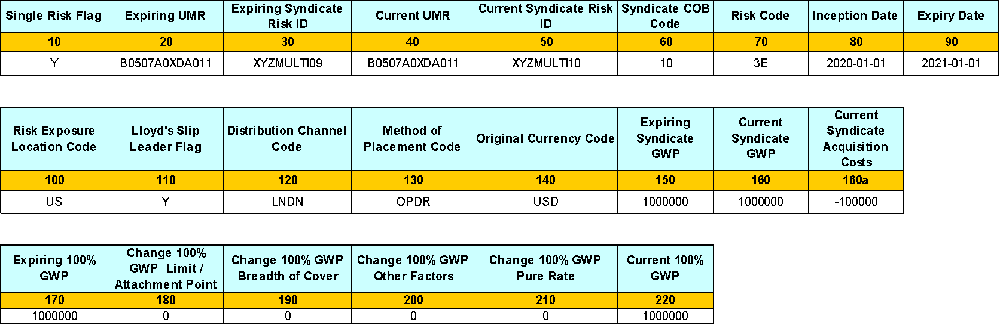 Single Risk Flag Expiring UMR Expiring Syndicate Risk ID Current UMR Current Syndicate Risk ID Syndicate COB Code Risk Code Inception Date Expiry Date
10 20 30 40 50 60 70 80 90
Y B0507A0XDA011 XYZMULTI09 B0507A0XDA011 XYZMULTI10 10 3E 2020-01-01 2021-01-01
Risk Exposure Location Code Lloyd's Slip Leader Flag Distribution Channel Code Method of Placement Code Original Currency Code Expiring Syndicate GWP Current Syndicate GWP Current Syndicate Acquisition Costs
100 110 120 130 140 150 160 160a
US Y LNDN OPDR USD 1000000 1000000 -100000
Expiring 100% GWP Change 100% GWP Limit / Attachment Point Change 100% GWP Breadth of Cover Change 100% GWP Other Factors Change 100% GWP Pure Rate Current 100% GWP
170 180 190 200 210 220
1000000 0 0 0 0 1000000